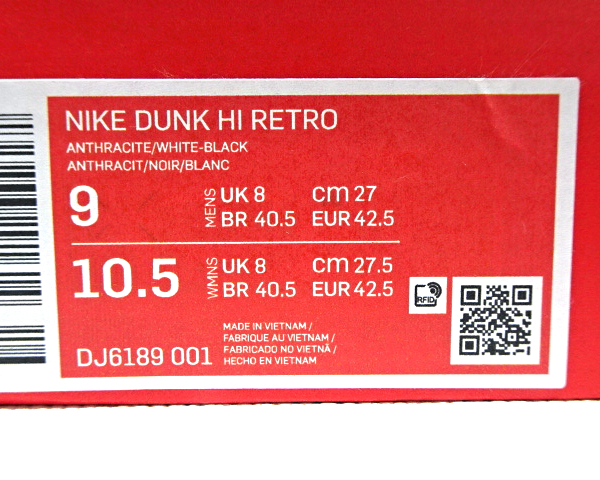 NIKE DUNK HI RETRO
ANTHRACITE/WHITE-BLACK
ANTHRACIT/NOIR/BLANC
9 MENS UK 8 CM 27
BR 40.5 EUR 42.5
10.5 WMNS UK 8 CM 27.5
BR 40.5 EUR 42.5
RFID
DJ6189 001
MADE IN VIETNAM /
FABRIQUE AU VIETNAM /
FABRICADO NO VIETNÃ /
HECHO EN VIETNAM